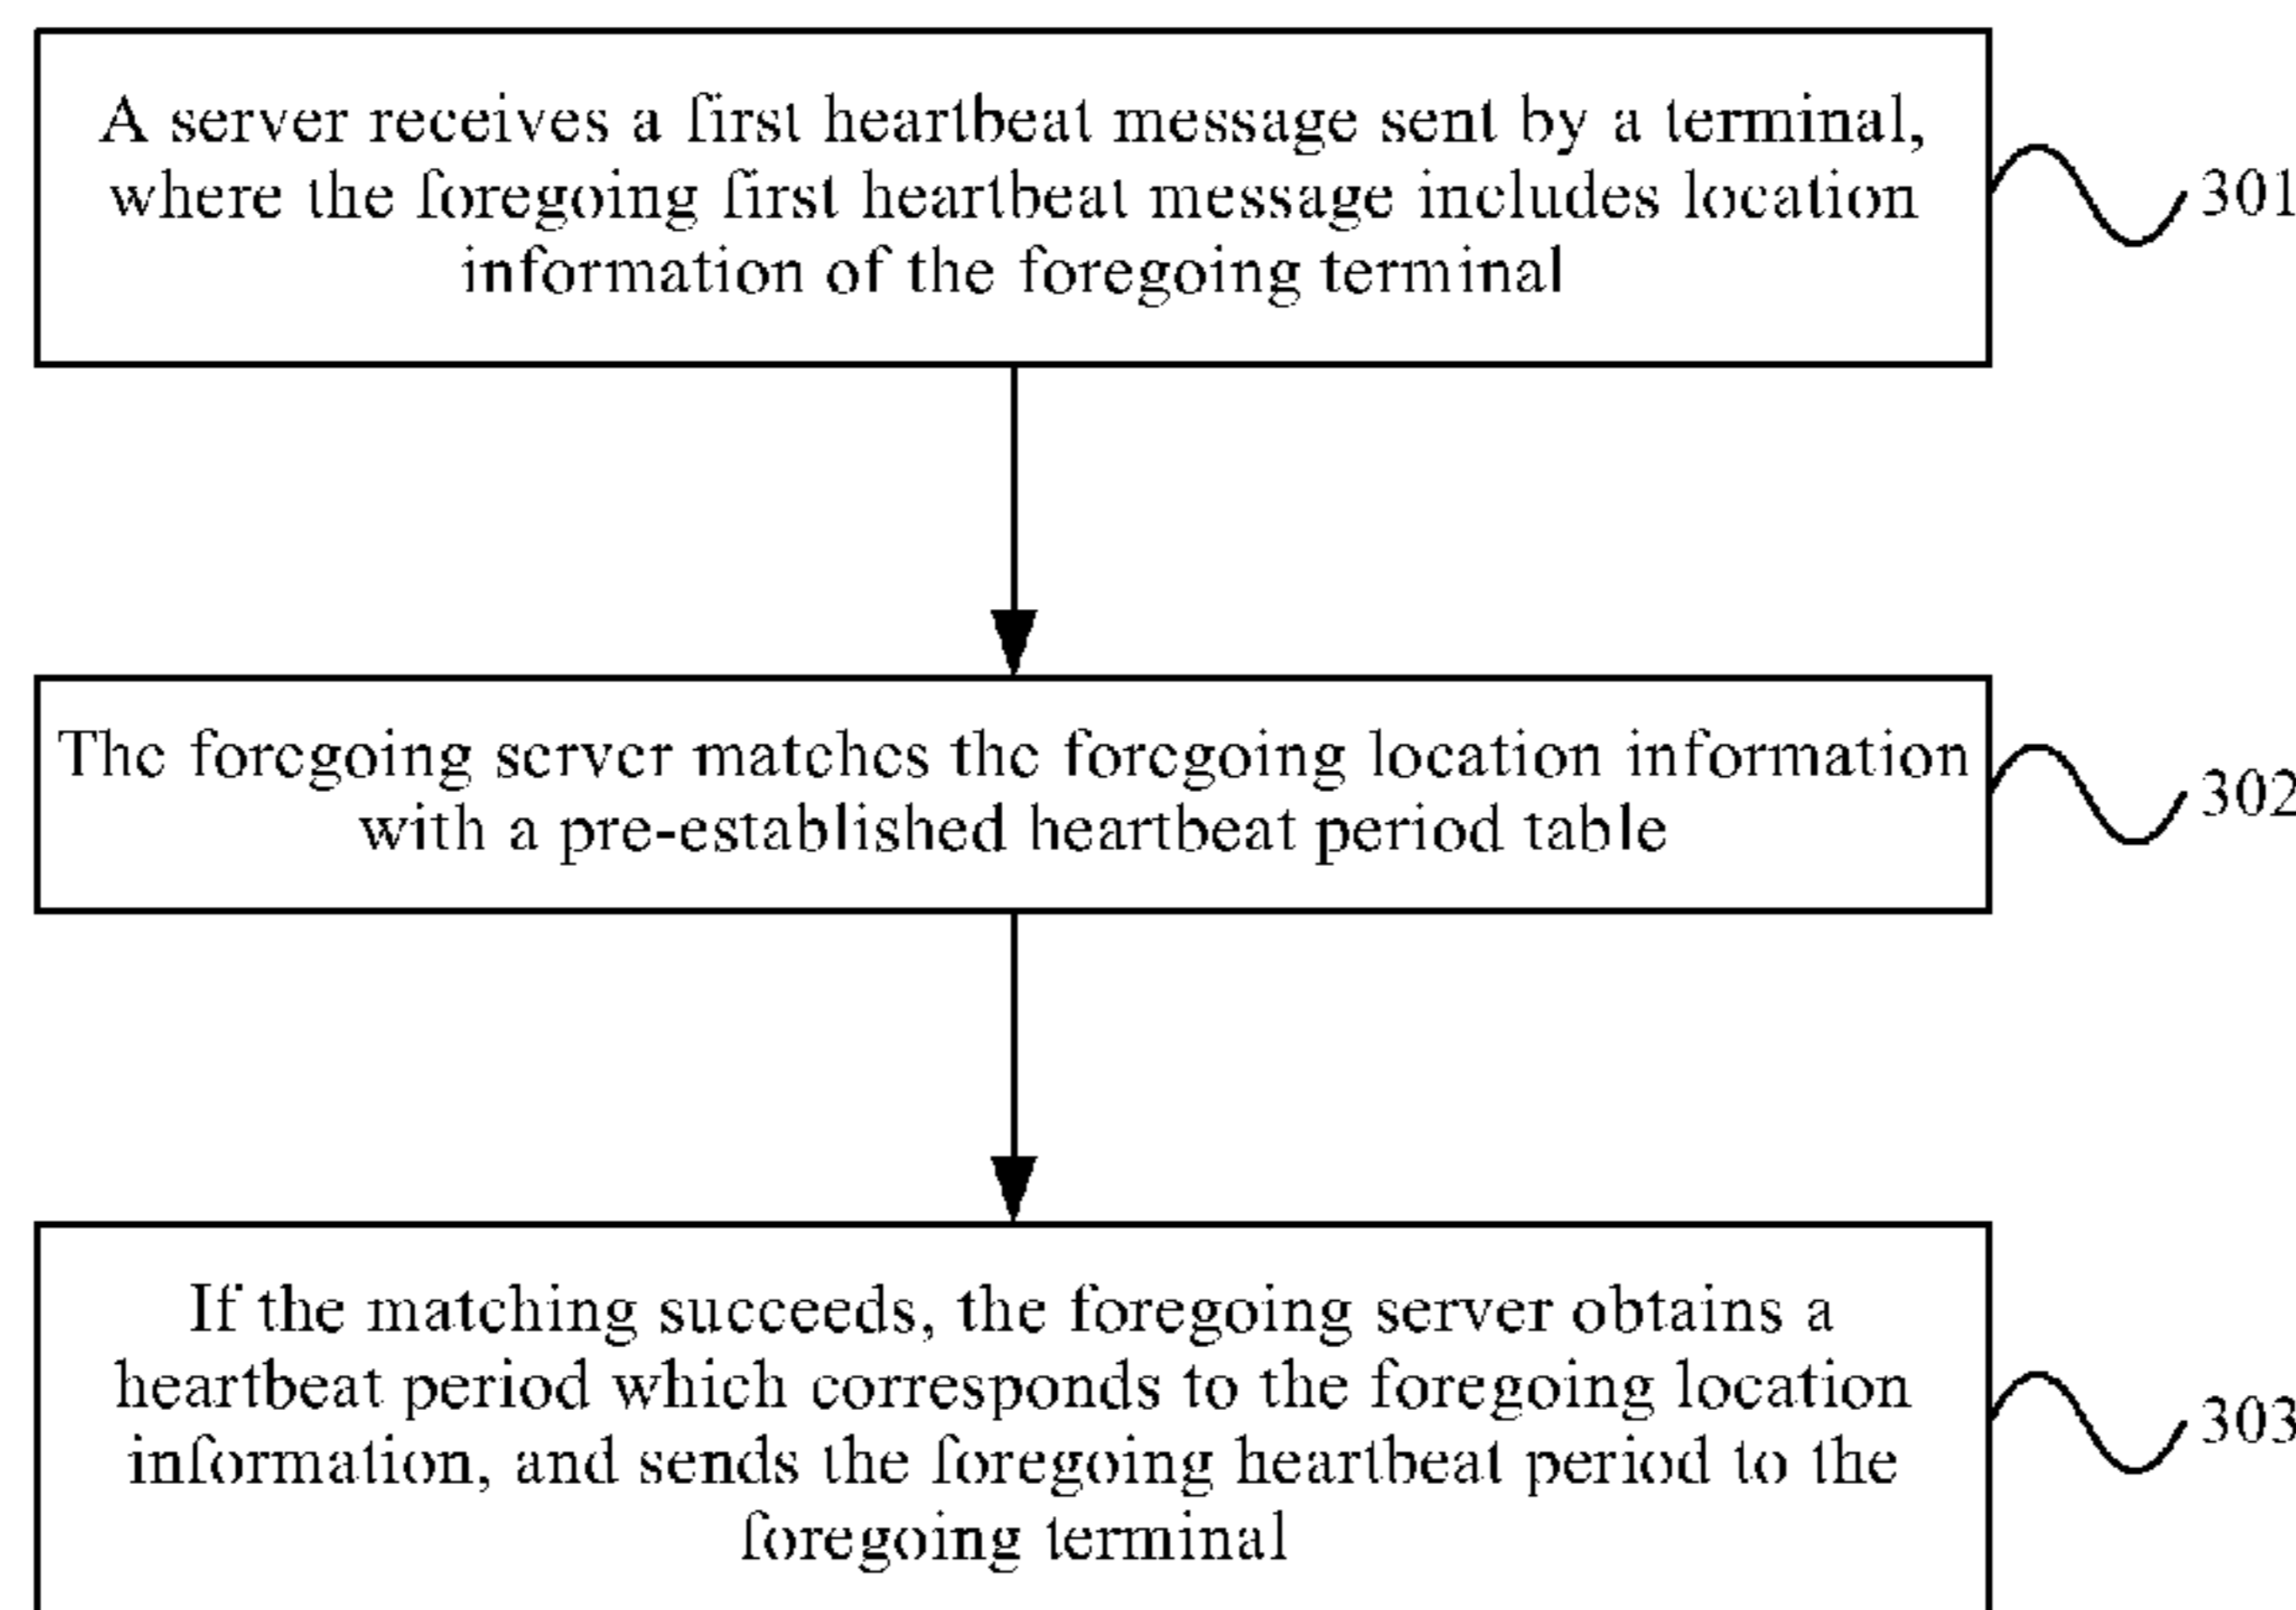 A server receives a first heartbeat message sent by a terminal,
where the foregoing first heartbeat message includes location
information of the foregoing terminal
301
The foregoing server matches the foregoing location information
with a pre-established heartbeat period table
302
If the matching succeeds, the foregoing server obtains a
heartbeat period which corresponds to the foregoing location
information, and sends the foregoing heartbeat period to the
foregoing terminal
303